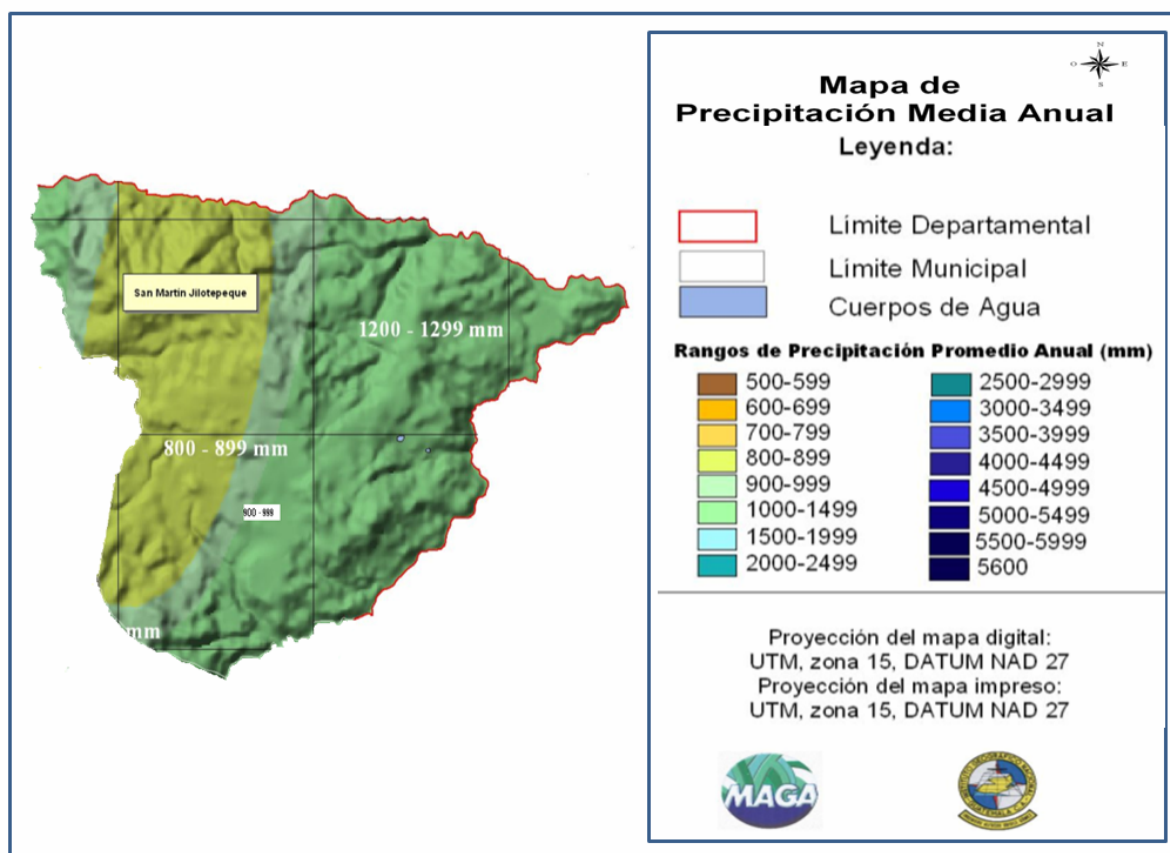 San Martín Jilotepeque
1200 - 1299 mm
800 - 899 mm
900 - 999
mm
N
O E
S
Mapa de
Precipitación Media Anual
Leyenda:
Límite Departamental
Límite Municipal
Cuerpos de Agua
Rangos de Precipitación Promedio Anual (mm)
500-599
600-699
700-799
800-899
900-999
1000-1499
1500-1999
2000-2499
2500-2999
3000-3499
3500-3999
4000-4499
4500-4999
5000-5499
5500-5999
5600
Proyección del mapa digital:
UTM, zona 15, DATUM NAD 27
Proyección del mapa impreso:
UTM, zona 15, DATUM NAD 27
MAGA
INSTITUTO GEOGRAFICO NACIONAL
GUATEMALA C.A.